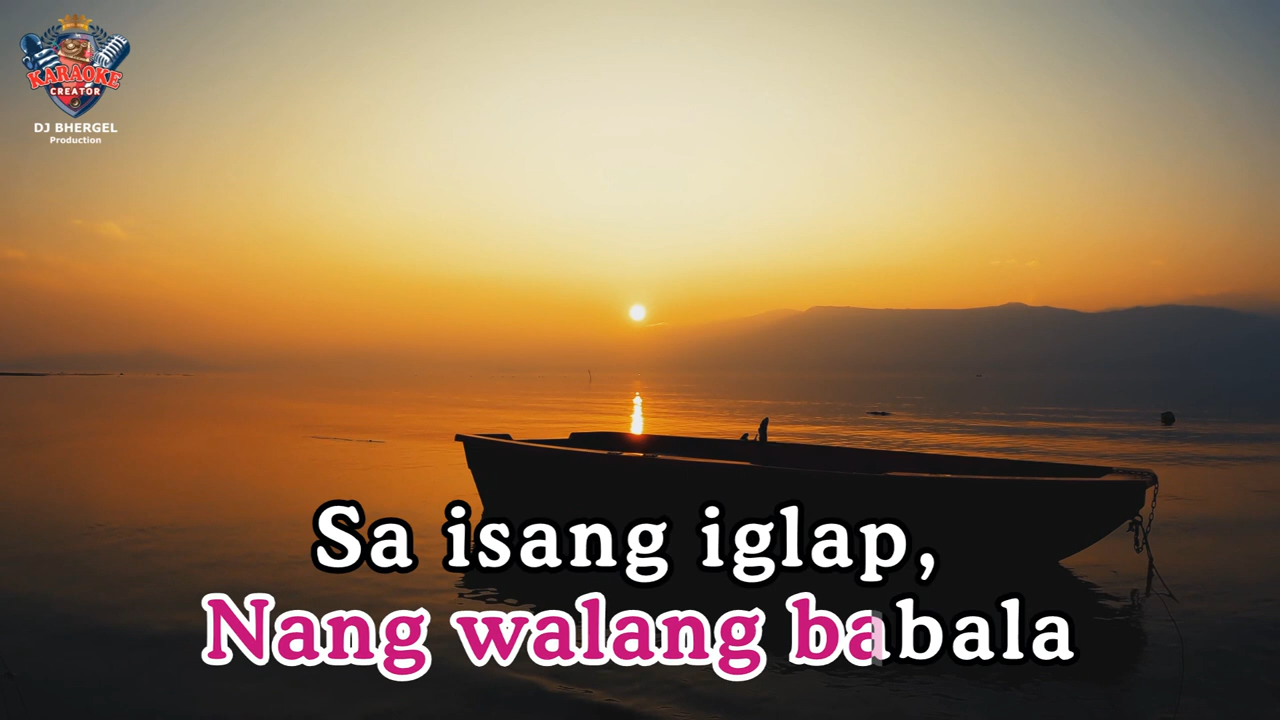 KARAOKE
CREATOR
DJ BHERGEL
Production
Sa isang iglap,
Nang walang babala